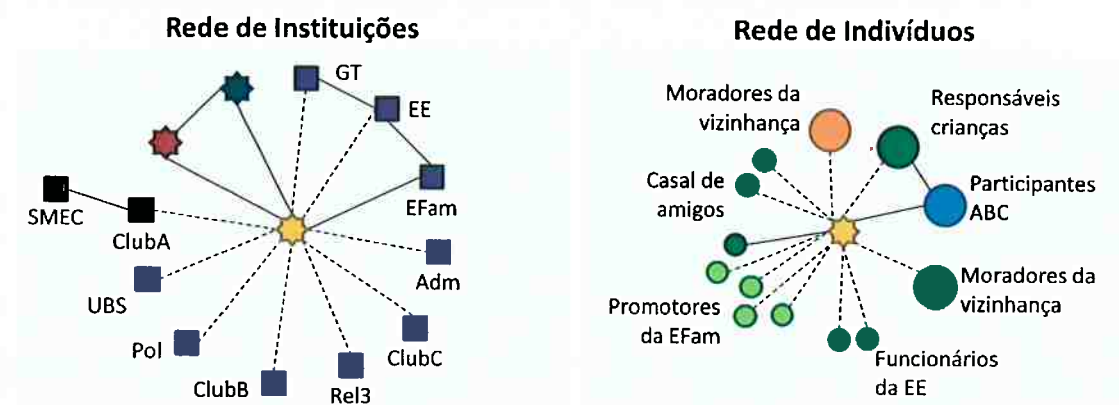 Rede de Instituições
GT
EE
EFam
SMEC
ClubA
UBS
Pol
ClubB
Rel3
ClubC
Adm
Rede de Indivíduos
Moradores da
vizinhança
Responsáveis
crianças
Casal de
amigos
Participantes
ABC
Promotores
da EFam
Moradores da
vizinhança
Funcionários
da EE